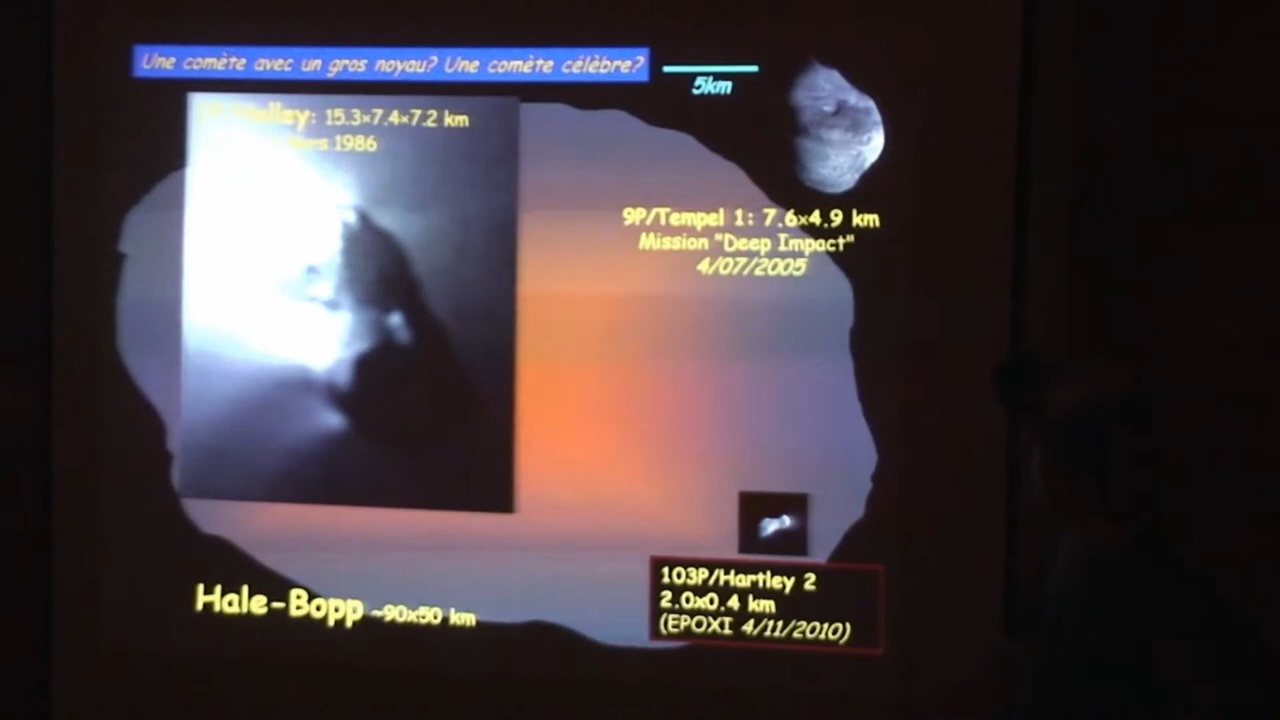 Une comète avec un gros noyau? Une comète célèbre?
5km
lley: 15.3×7.4×7.2 km
1986
9P/Tempel 1: 7.6×4.9 km
Mission "Deep Impact"
4/07/2005
103P/Hartley 2
2.0x0.4 km
(EPOXI 4/11/2010)
Hale-Bopp ~90x50 km